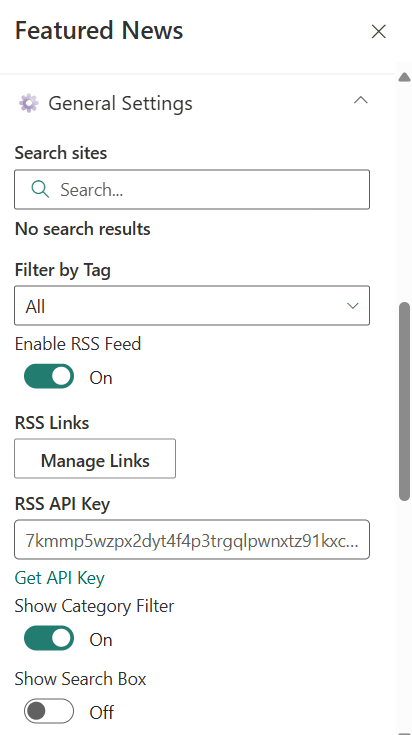 Featured News
General Settings
Search sites
Search...
No search results
Filter by Tag
All
Enable RSS Feed
On
RSS Links
Manage Links
RSS API Key
7kmmp5wzpx2dyt4f4p3trgqlpwnxtz91kxc...
Get API Key
Show Category Filter
On
Show Search Box
Off